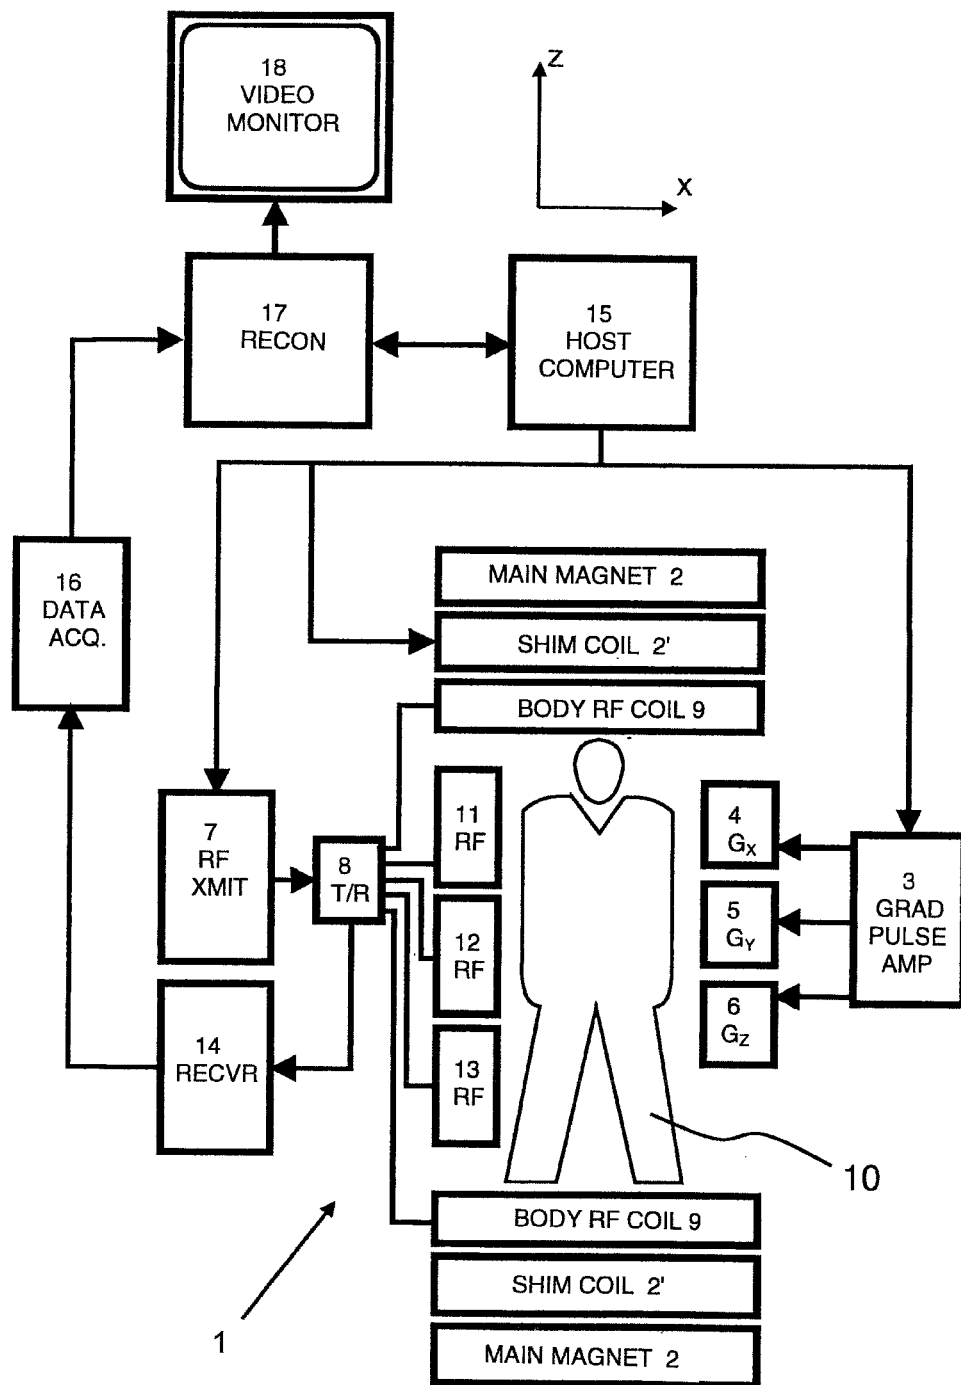 18
VIDEO
MONITOR
Z
X
17
RECON
15
HOST
COMPUTER
16
DATA
ACQ.
MAIN MAGNET 2
SHIM COIL 2'
BODY RF COIL 9
7
RF
XMIT
8
T/R
11
RF
12
RF
13
RF
4
GX
5
GY
6
GZ
3
GRAD
PULSE
AMP
14
RECVR
10
BODY RF COIL 9
SHIM COIL 2'
MAIN MAGNET 2
1